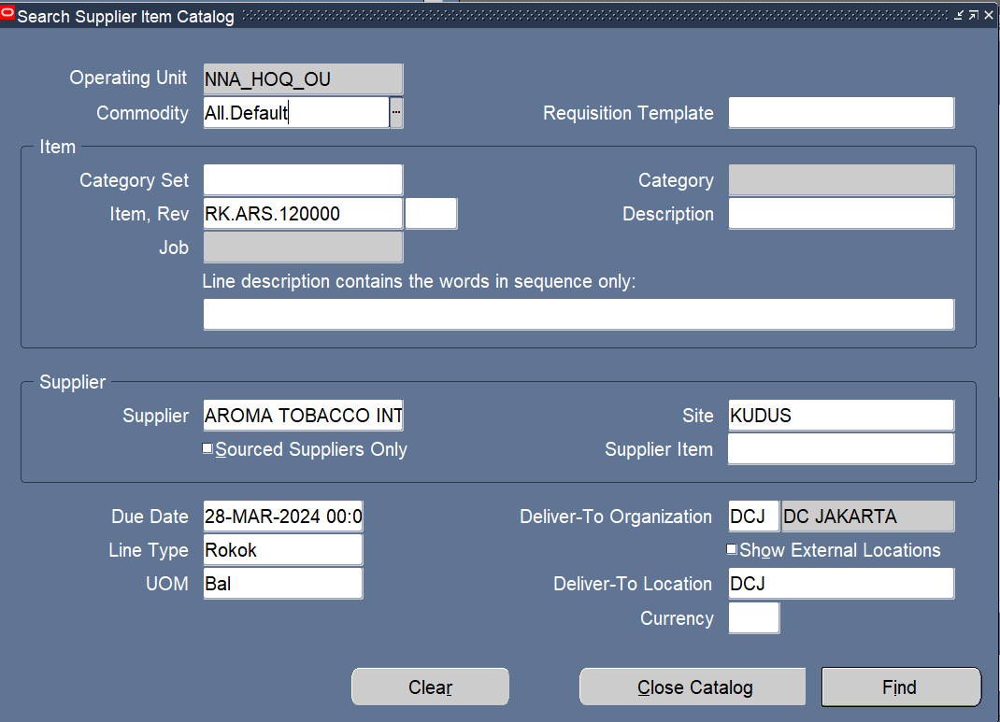 Search Supplier Item Catalog
Operating Unit NNA_HOQ_OU
Commodity All.Default ... Requisition Template
Item
Category Set Category
Item, Rev RK.ARS.120000 Description
Job
Line description contains the words in sequence only:
Supplier
Supplier AROMA TOBACCO INT Site KUDUS
Sourced Suppliers Only Supplier Item
Due Date 28-MAR-2024 00:0 Deliver-To Organization DCJ DC JAKARTA
Line Type Rokok Show External Locations
UOM Bal Deliver-To Location DCJ
Currency
Clear Close Catalog Find